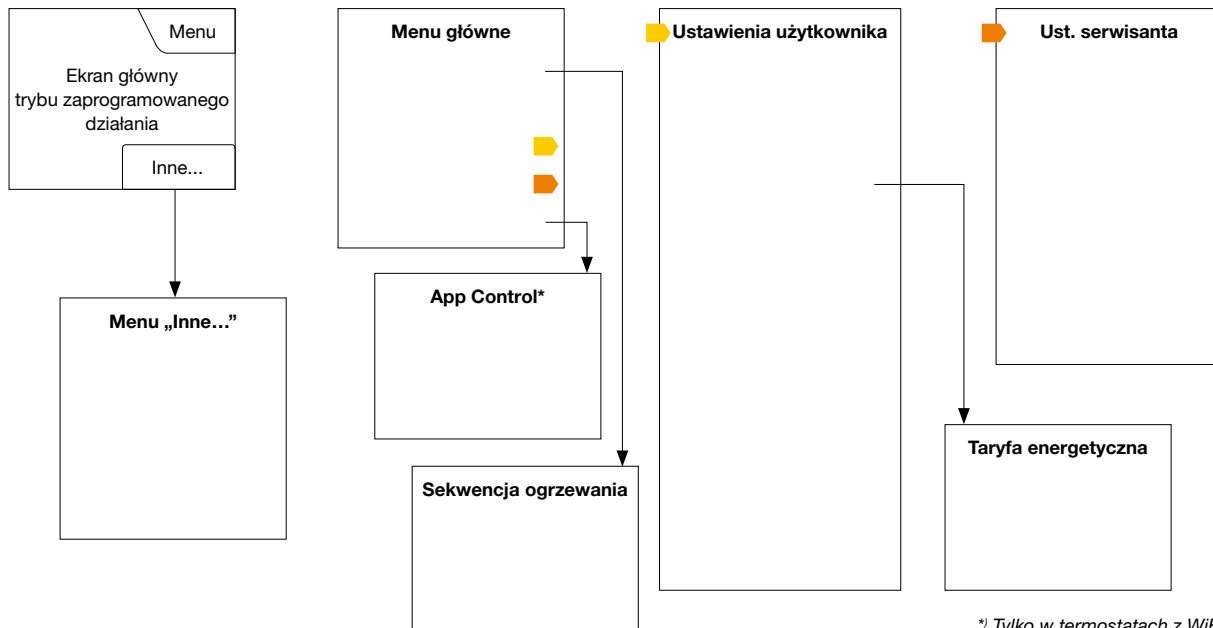 Menu
Ekran główny
trybu zaprogramowanego
działania
Inne...
Menu „Inne…”
Menu główne
App Control*
Sekwencja ogrzewania
Ustawienia użytkownika
Ust. serwisanta
Taryfa energetyczna
*) Tylko w termostatach z